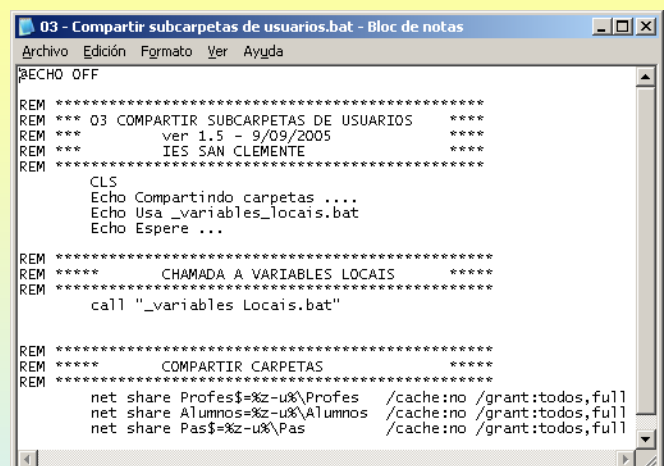 03 - Compartir subcarpetas de usuarios.bat - Bloc de notas
Archivo Edición Formato Ver Ayuda
@ECHO OFF
REM ************************************************
REM *** 03 COMPARTIR SUBCARPETAS DE USUARIOS ****
REM *** ver 1.5 - 9/09/2005 ****
REM *** IES SAN CLEMENTE ****
REM ************************************************
CLS
Echo Compartindo carpetas ....
Echo Usa _variables_locais.bat
Echo Espere ...
REM *************************************************
REM ***** CHAMADA A VARIABLES LOCAIS *****
REM *************************************************
call "_variables Locais.bat"
REM *************************************************
REM ***** COMPARTIR CARPETAS *****
REM *************************************************
net share Profes$=%z-u%\Profes /cache:no /grant:todos,full
net share Alumnos=%z-u%\Alumnos /cache:no /grant:todos,full
net share Pas$=%z-u%\Pas /cache:no /grant:todos,full